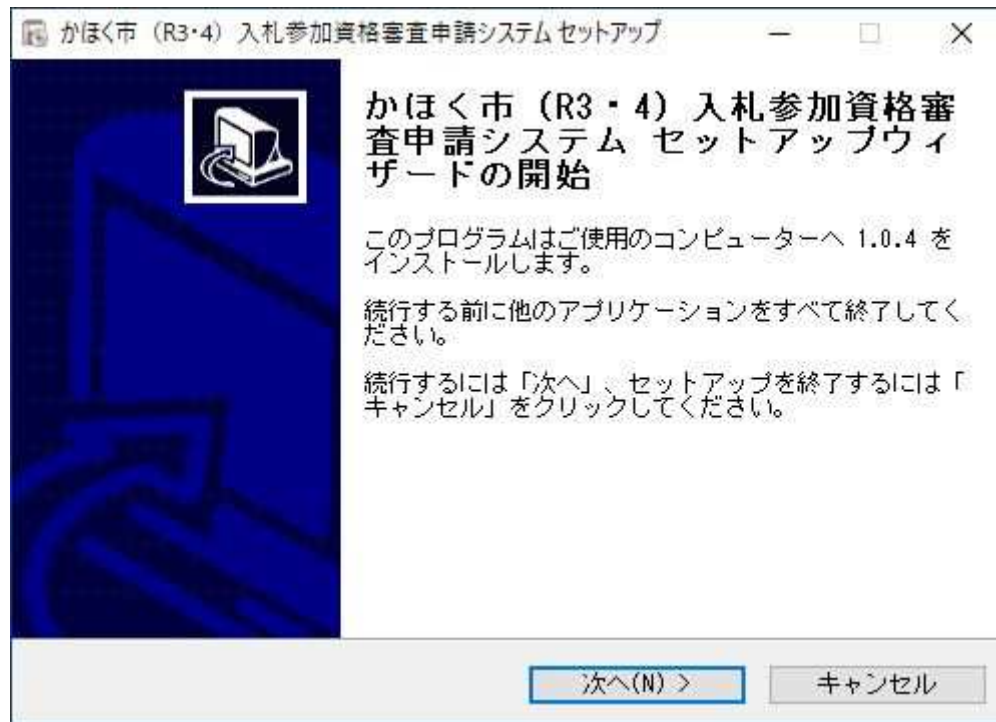 かほく市（R3・4）入札参加資格審査申請システム セットアップ
かほく市（R3・4）入札参加資格審
査申請システム セットアップウィ
ザードの開始
このプログラムはご使用のコンピューターへ 1.0.4 を
インストールします。
続行する前に他のアプリケーションをすべて終了してく
ださい。
続行するには「次へ」、セットアップを終了するには「
キャンセル」をクリックしてください。
次へ(N) >
キャンセル